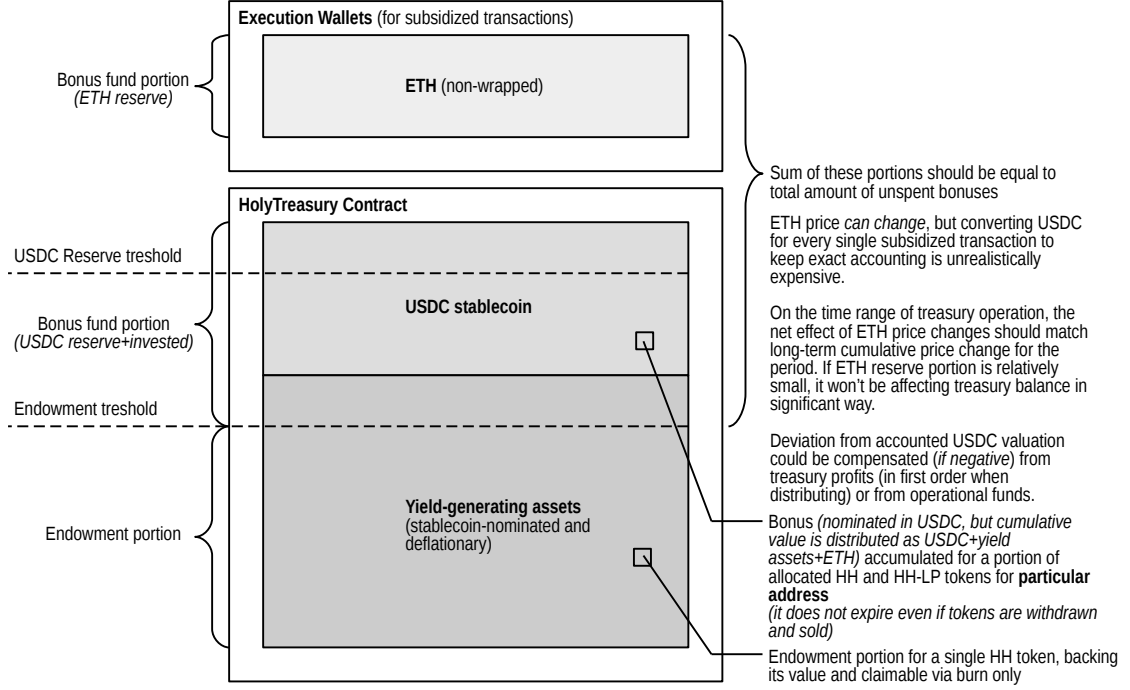 Execution Wallets (for subsidized transactions)
Bonus fund portion
(ETH reserve)
ETH (non-wrapped)
HolyTreasury Contract
USDC Reserve treshold
USDC stablecoin
Bonus fund portion
(USDC reserve+invested)
Endowment treshold
Yield-generating assets
(stablecoin-nominated and
deflationary)
Endowment portion
Sum of these portions should be equal to
total amount of unspent bonuses
ETH price can change, but converting USDC
for every single subsidized transaction to
keep exact accounting is unrealistically
expensive.
On the time range of treasury operation, the
net effect of ETH price changes should match
long-term cumulative price change for the
period. If ETH reserve portion is relatively
small, it won't be affecting treasury balance in
significant way.
Deviation from accounted USDC valuation
could be compensated (if negative) from
treasury profits (in first order when
distributing) or from operational funds.
Bonus (nominated in USDC, but cumulative
value is distributed as USDC+yield
assets+ETH) accumulated for a portion of
allocated HH and HH-LP tokens for particular
address
(it does not expire even if tokens are withdrawn
and sold)
Endowment portion for a single HH token, backing
its value and claimable via burn only